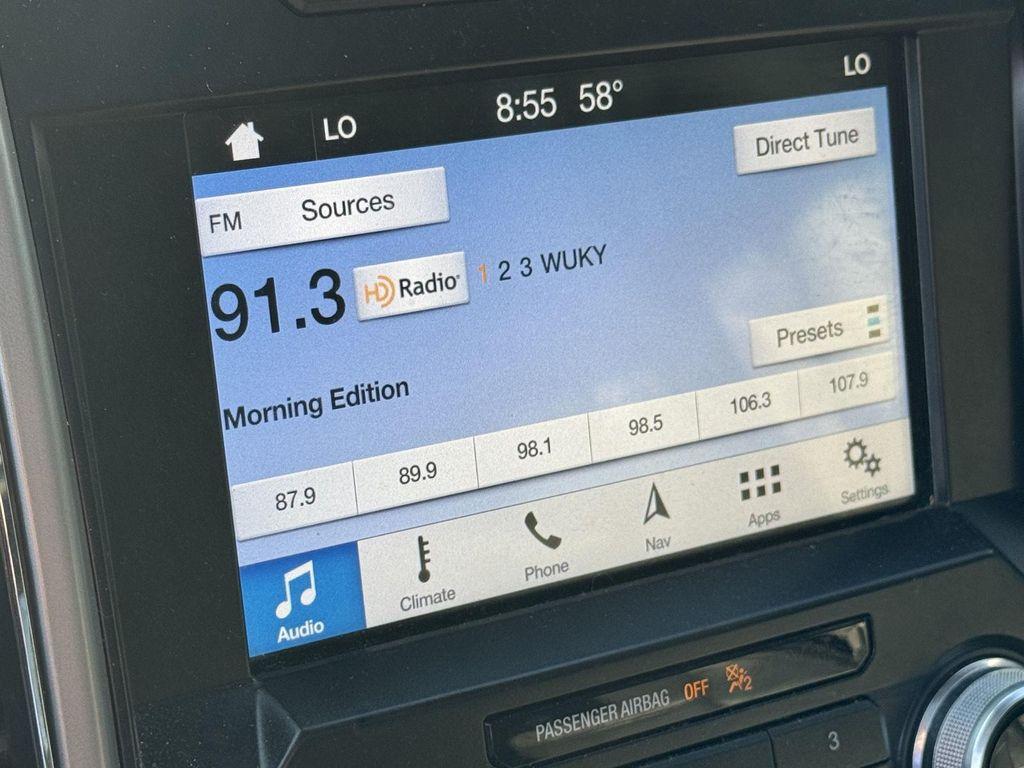 LO 8:55 58° LO
Direct Tune
FM Sources
91.3 HD Radio 1 2 3 WUKY
Presets
Morning Edition
87.9 89.9 98.1 98.5 106.3 107.9
Audio Climate Phone Nav Apps Settings
PASSENGER AIRBAG OFF 2
3